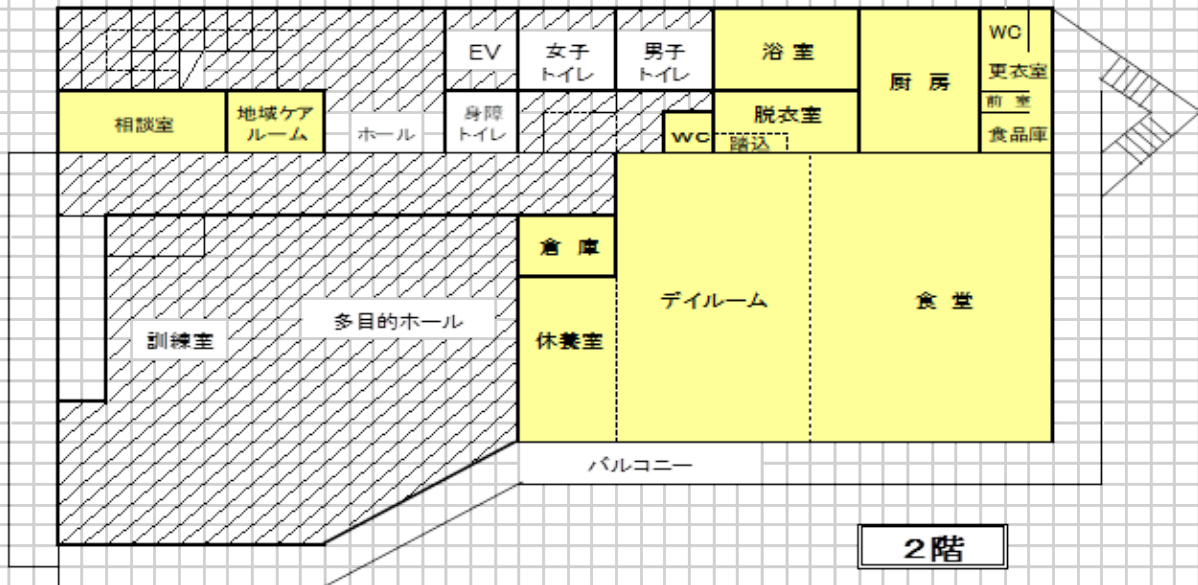 EV
女子
トイレ
男子
トイレ
浴室
厨房
WC
更衣室
前室
食品庫
相談室
地域ケア
ルーム
ホール
身障
トイレ
WC
脱衣室
踏込
倉庫
休養室
デイルーム
食堂
訓練室
多目的ホール
バルコニー
2階